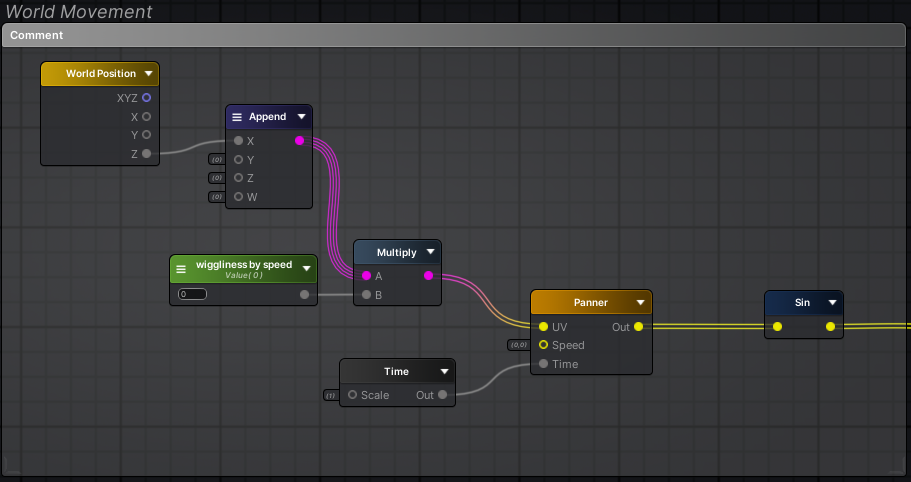 World Movement
Comment
World Position
XYZ
X
Y
Z
Append
X
(0) Y
(0) Z
(0) W
wiggliness by speed
Value( 0 )
0
Multiply
A
B
Panner
UV Out
(0,0) Speed
Time
Sin
Time
(1) Scale Out